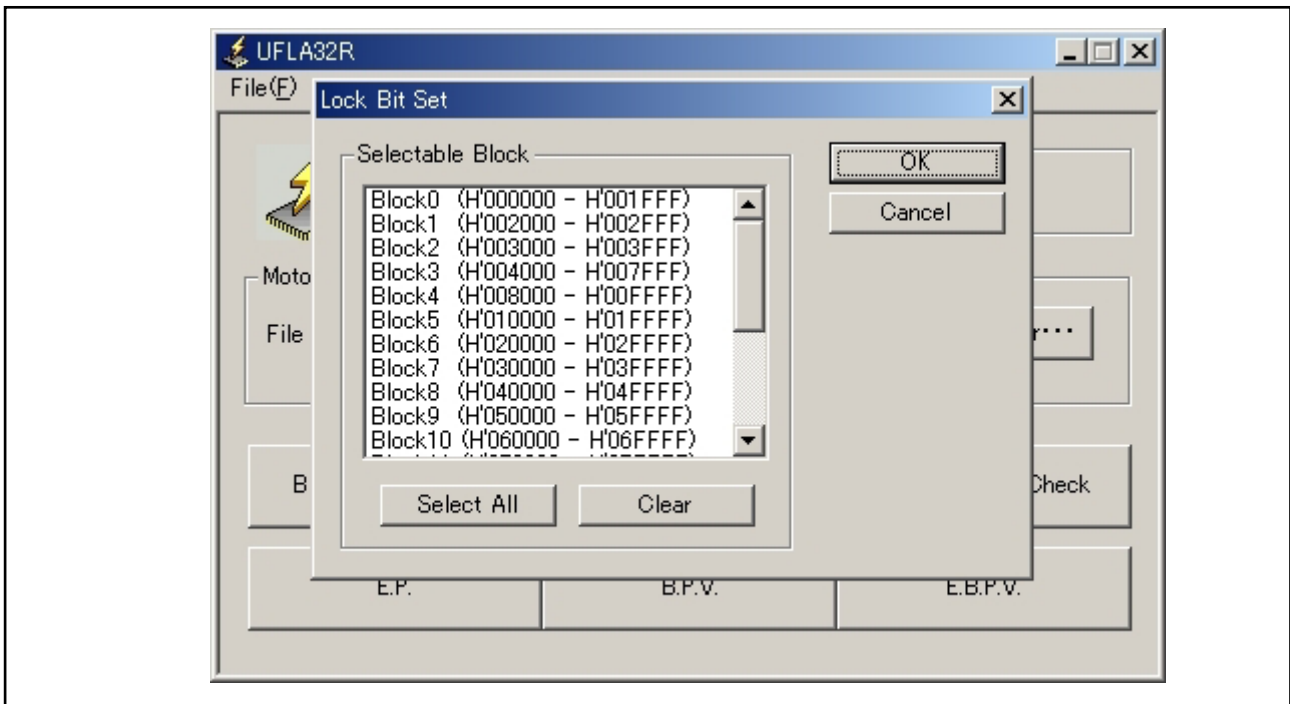 UFLA32R
File(F)
Lock Bit Set
Selectable Block
Block0 (H'000000 - H'001FFF)
Block1 (H'002000 - H'002FFF)
Block2 (H'003000 - H'003FFF)
Block3 (H'004000 - H'007FFF)
Block4 (H'008000 - H'00FFFF)
Block5 (H'010000 - H'01FFFF)
Block6 (H'020000 - H'02FFFF)
Block7 (H'030000 - H'03FFFF)
Block8 (H'040000 - H'04FFFF)
Block9 (H'050000 - H'05FFFF)
Block10 (H'060000 - H'06FFFF)
Select All
Clear
OK
Cancel
Moto
File
r···
B
Check
E.P.
B.P.V.
E.B.P.V.